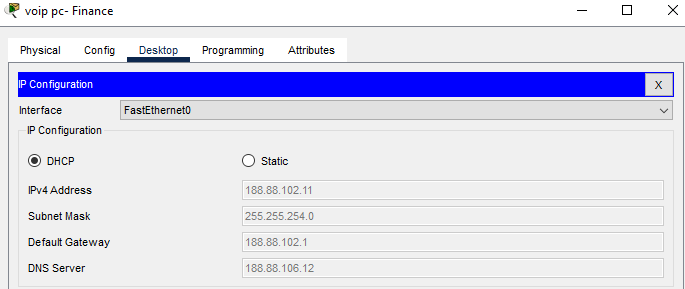 voip pc- Finance
Physical Config Desktop Programming Attributes
IP Configuration X
Interface FastEthernet0
IP Configuration
DHCP Static
IPv4 Address 188.88.102.11
Subnet Mask 255.255.254.0
Default Gateway 188.88.102.1
DNS Server 188.88.106.12